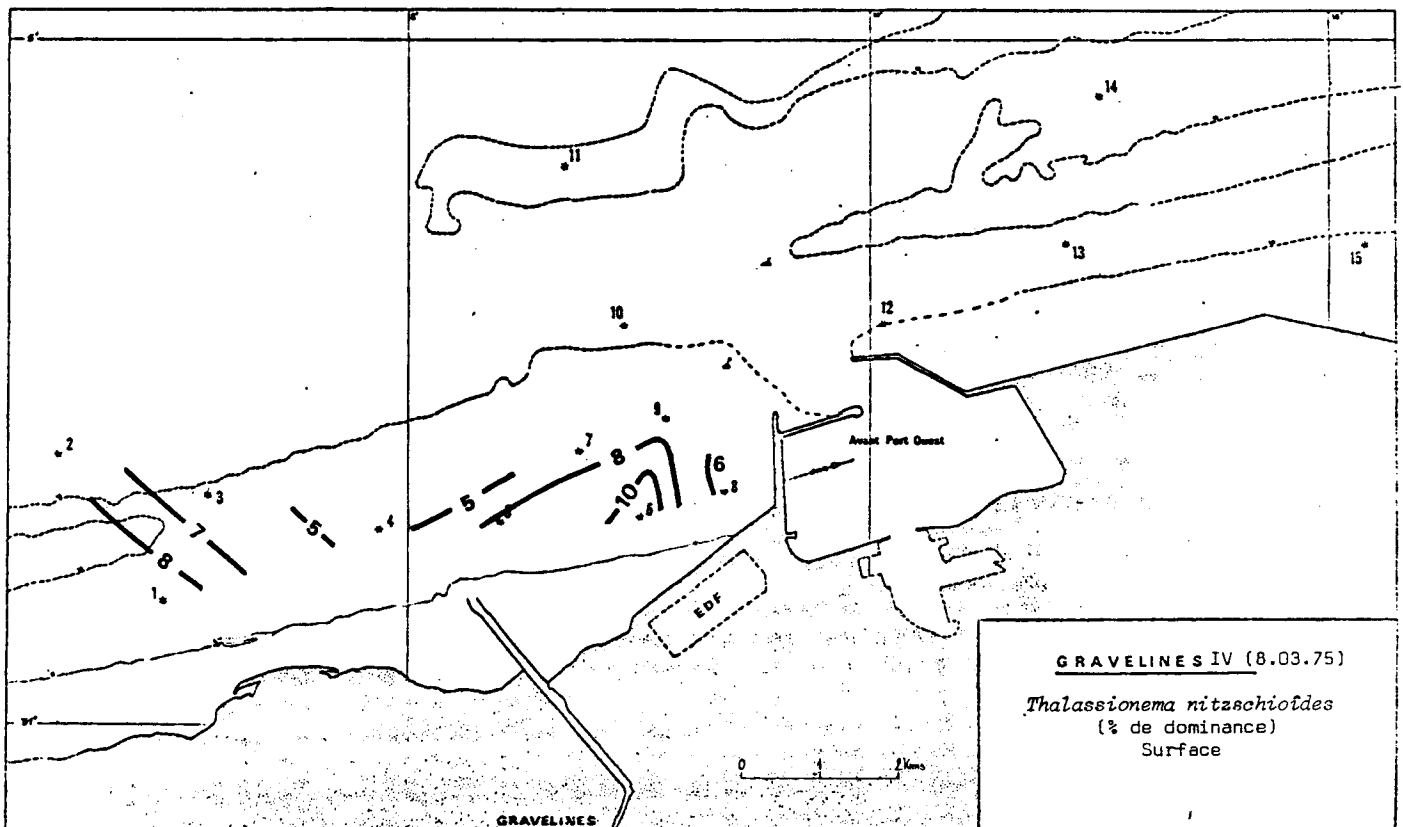 11
14
13
15
12
10
9
2
7
8
Avant Port Ouest
6
3
5
10
8
4
5
7
8
1
EDF
GRAVELINES IV (8.03.75)
Thalassionema nitzschioïdes
(% de dominance)
Surface
0 1 2 Kms
GRAVELINES